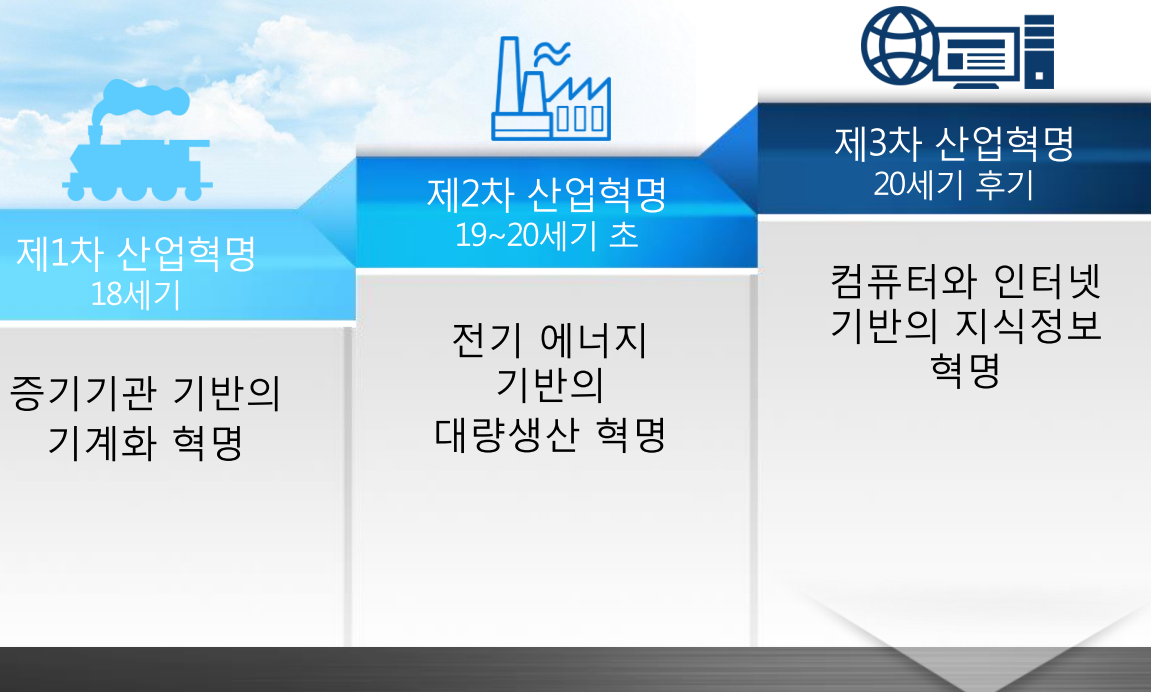 제1차 산업혁명
18세기
증기기관 기반의
기계화 혁명
제2차 산업혁명
19~20세기 초
전기 에너지
기반의
대량생산 혁명
제3차 산업혁명
20세기 후기
컴퓨터와 인터넷
기반의 지식정보
혁명